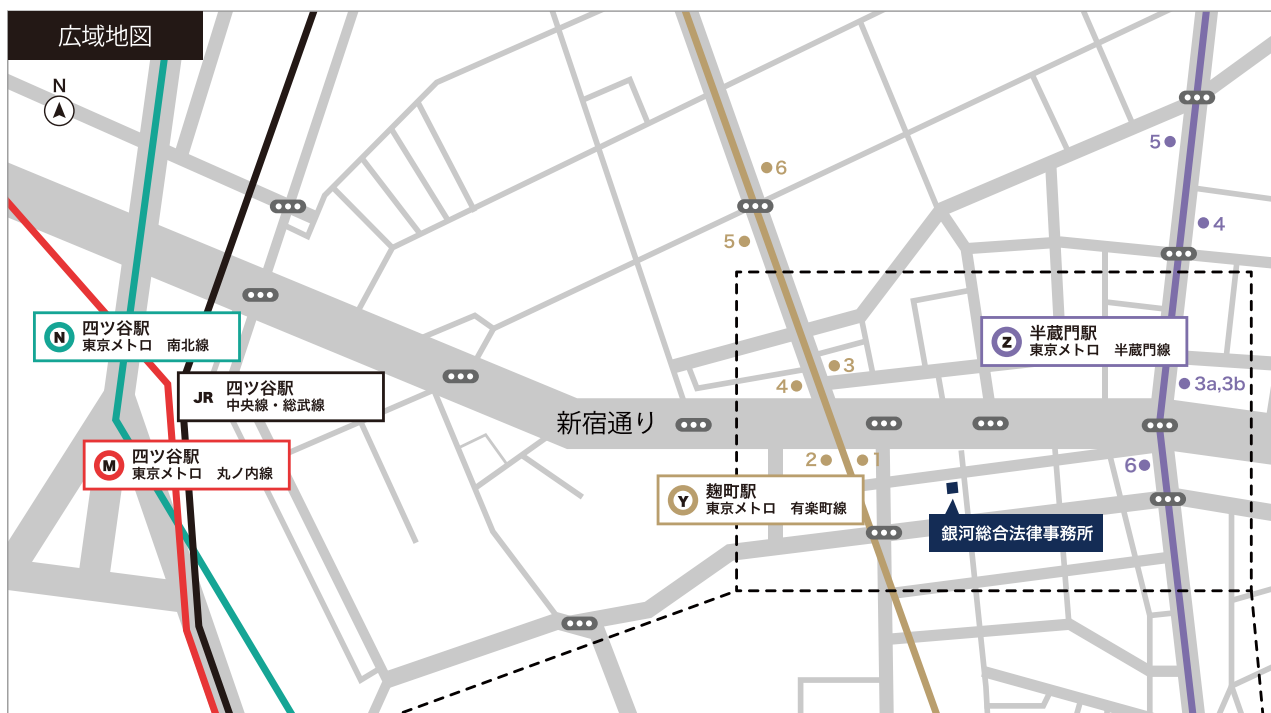 広域地図
N
5
6
4
5
N
四ツ谷駅
東京メトロ 南北線
Z
半蔵門駅
東京メトロ 半蔵門線
3
4
3a,3b
JR
四ツ谷駅
中央線・総武線
新宿通り
M
四ツ谷駅
東京メトロ 丸ノ内線
2
1
6
Y
麹町駅
東京メトロ 有楽町線
銀河総合法律事務所